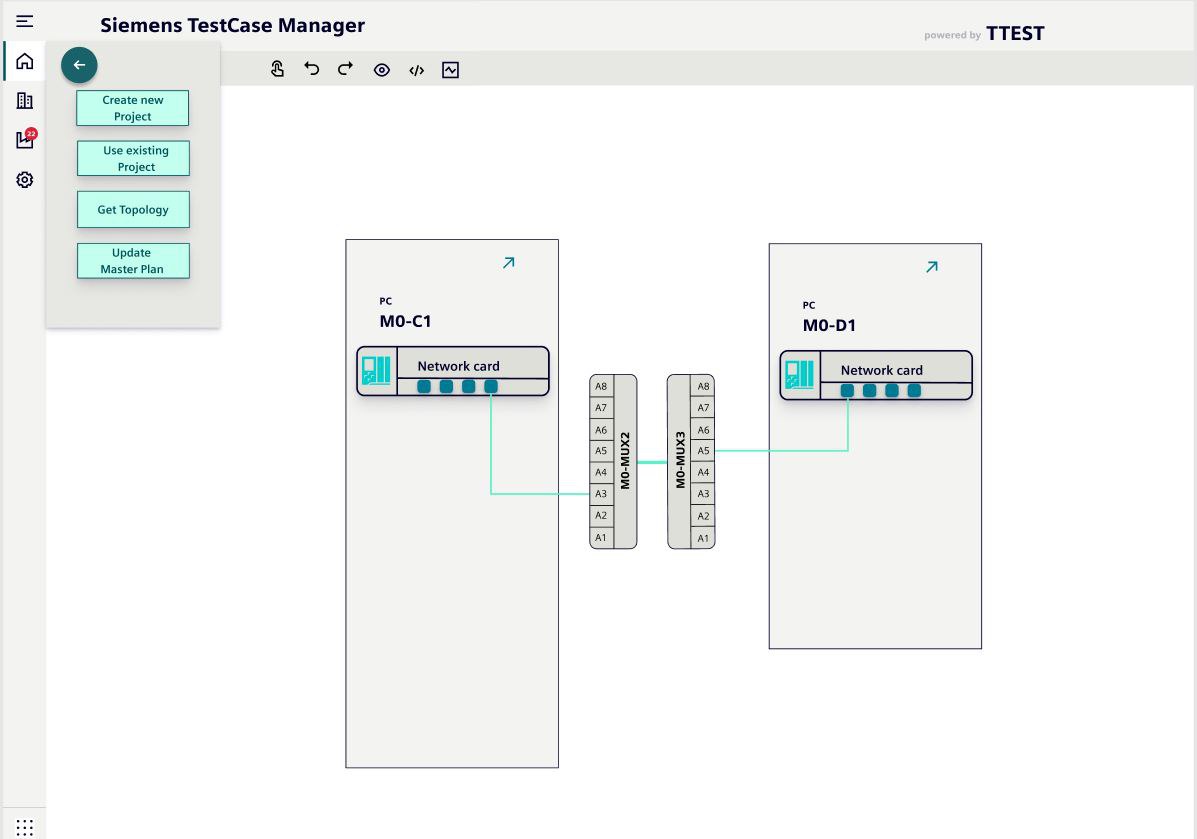 Siemens TestCase Manager
powered by TTEST
Create new
Project
Use existing
Project
22
Get Topology
Update
Master Plan
PC
M0-C1
Network card
PC
M0-D1
Network card
A8
A7
A6
A5
A4
A3
A2
A1
M0-MUX2
M0-MUX3
A8
A7
A6
A5
A4
A3
A2
A1